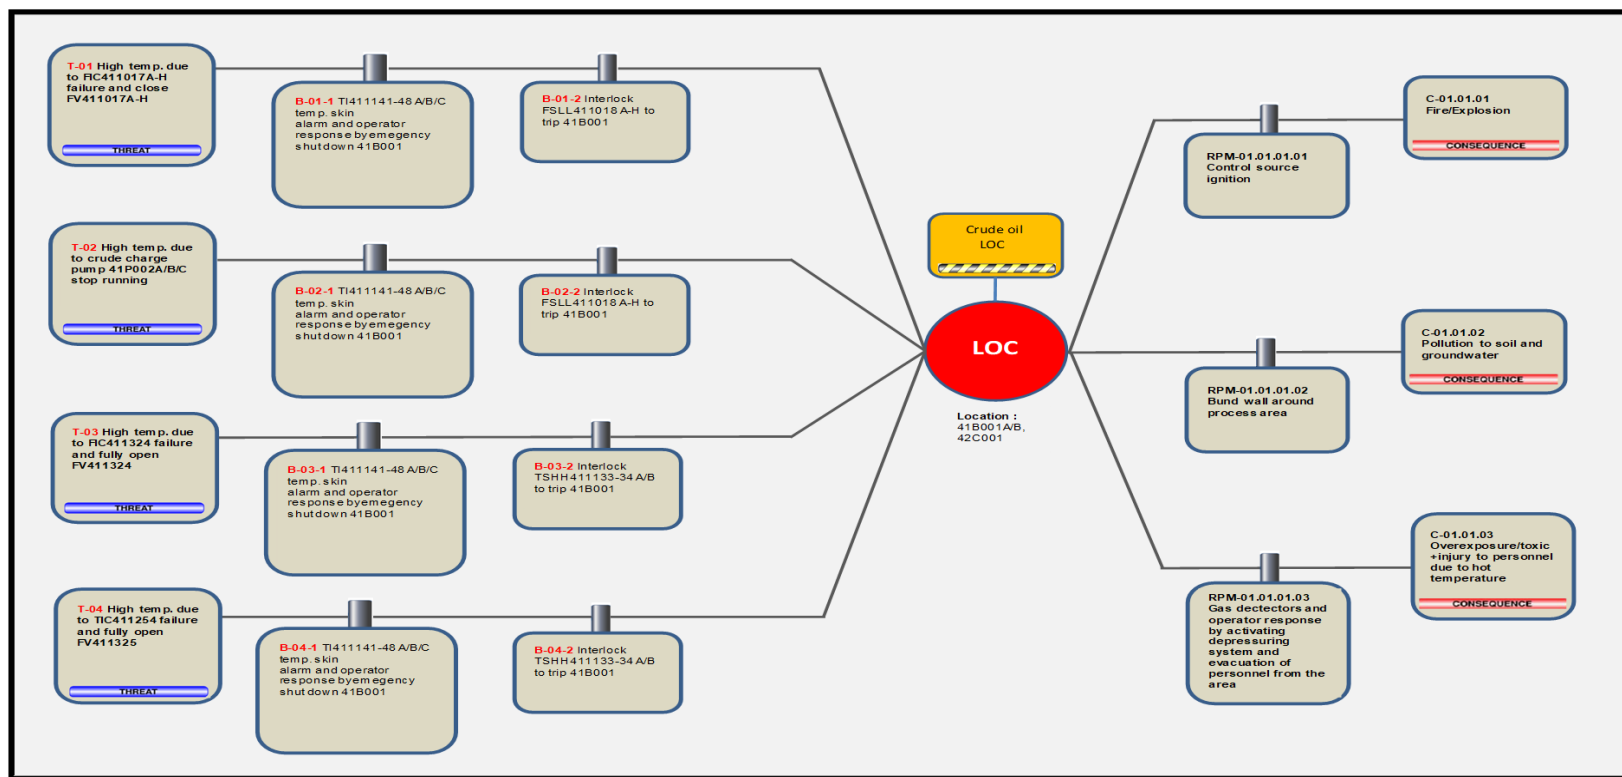 T-01 High temp. due
to FIC411017A-H
failure and close
FV411017A-H
THREAT
B-01-1 TI411141-48 A/B/C
temp. skin
alarm and operator
response by emegency
shutdown 41B001
B-01-2 Interlock
FSLL411018 A-H to
trip 41B001
T-02 High temp. due
to crude charge
pump 41P002A/B/C
stop running
THREAT
B-02-1 TI411141-48 A/B/C
temp. skin
alarm and operator
response by emegency
shutdown 41B001
B-02-2 Interlock
FSLL411018 A-H to
trip 41B001
T-03 High temp. due
to FIC411324 failure
and fully open
FV411324
THREAT
B-03-1 TI411141-48 A/B/C
temp. skin
alarm and operator
response by emegency
shutdown 41B001
B-03-2 Interlock
TSHH411133-34 A/B
to trip 41B001
T-04 High temp. due
to TIC411254 failure
and fully open
FV411325
THREAT
B-04-1 TI411141-48 A/B/C
temp. skin
alarm and operator
response by emegency
shutdown 41B001
B-04-2 Interlock
TSHH411133-34 A/B
to trip 41B001
Crude oil
LOC
LOC
Location :
41B001A/B,
42C001
RPM-01.01.01.01
Control source
ignition
C-01.01.01
Fire/Explosion
CONSEQUENCE
RPM-01.01.01.02
Bund wall around
process area
C-01.01.02
Pollution to soil and
groundwater
CONSEQUENCE
RPM-01.01.01.03
Gas dectectors and
operator response
by activating
depressuring
system and
evacuation of
personnel from the
area
C-01.01.03
Overexposure/toxic
+injury to personnel
due to hot
temperature
CONSEQUENCE